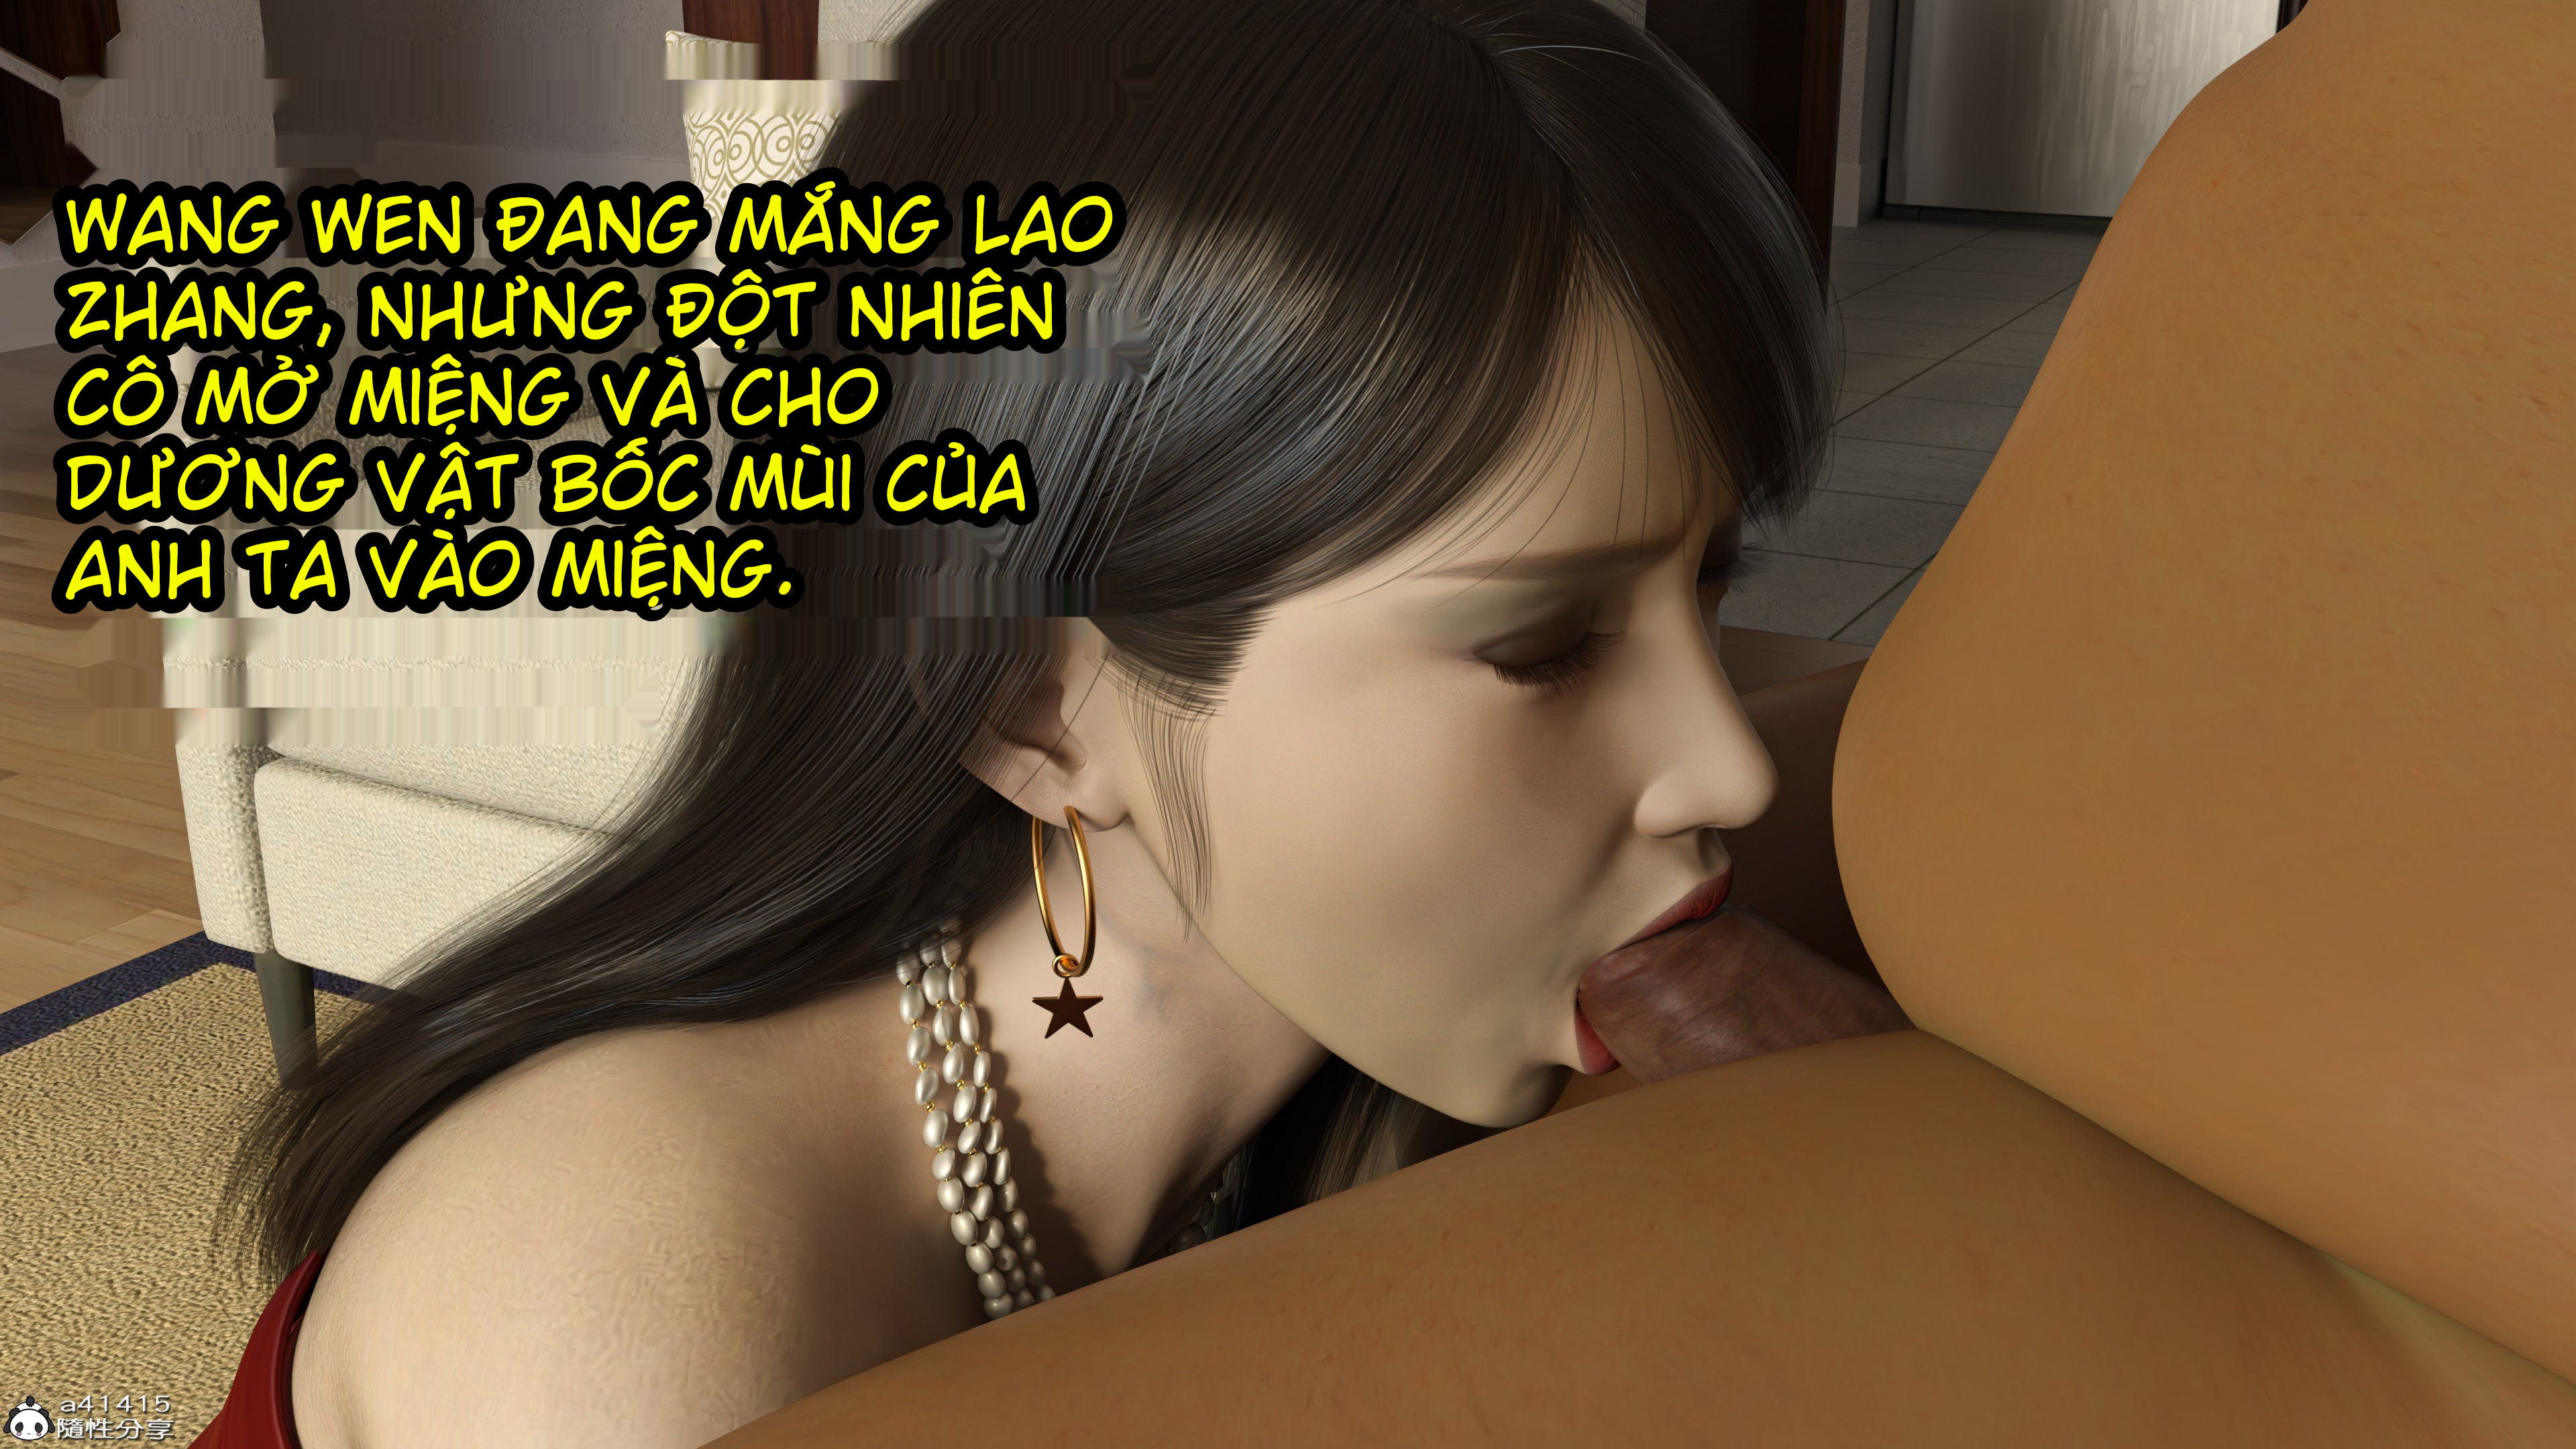 WANG WEN ĐANG MẮNG LAO
ZHANG, NHƯNG ĐỘT NHIÊN
CÔ MỞ MIỆNG VÀ CHO
DƯƠNG VẬT BỐC MÙI CỦA
ANH TA VÀO MIỆNG.
a41415
隨性分享